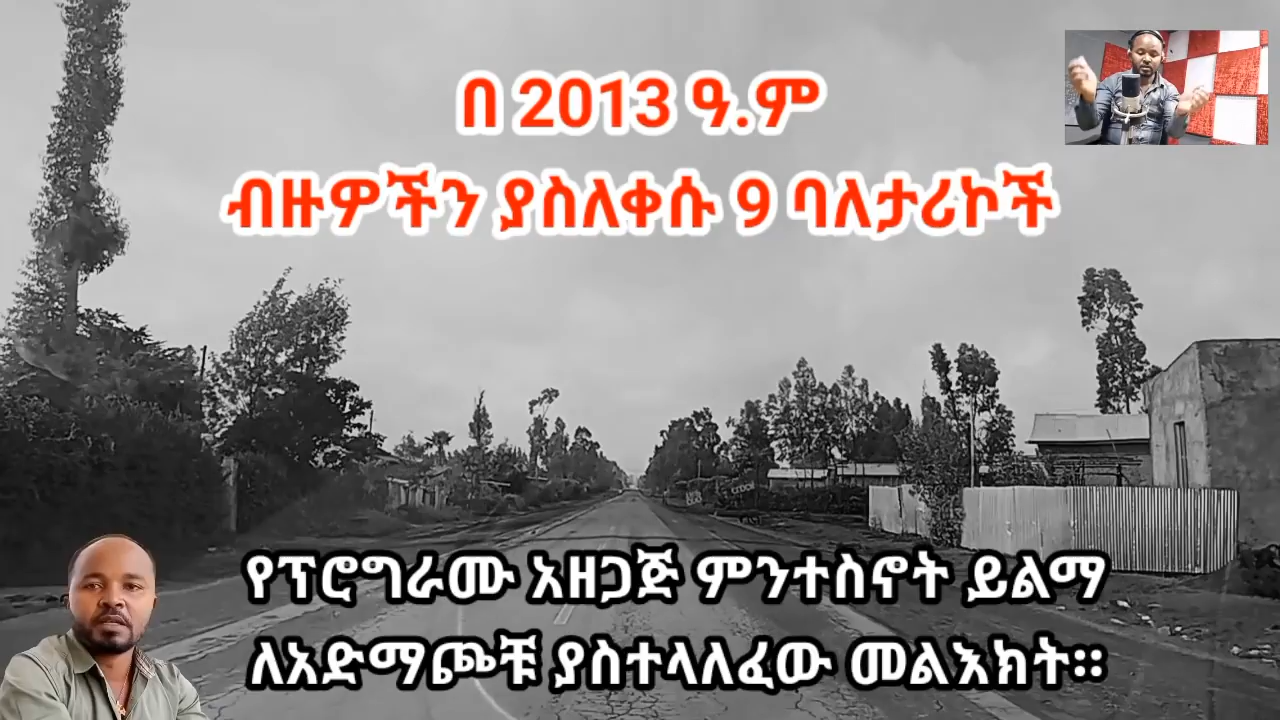 በ 2013 ዓ.ም
ብዙዎችን ያስለቀሱ 9 ባለታሪኮች
የፕሮግራሙ አዘጋጅ ምንተስኖት ይልማ
ለአድማጮቹ ያስተላለፈው መልእክት።